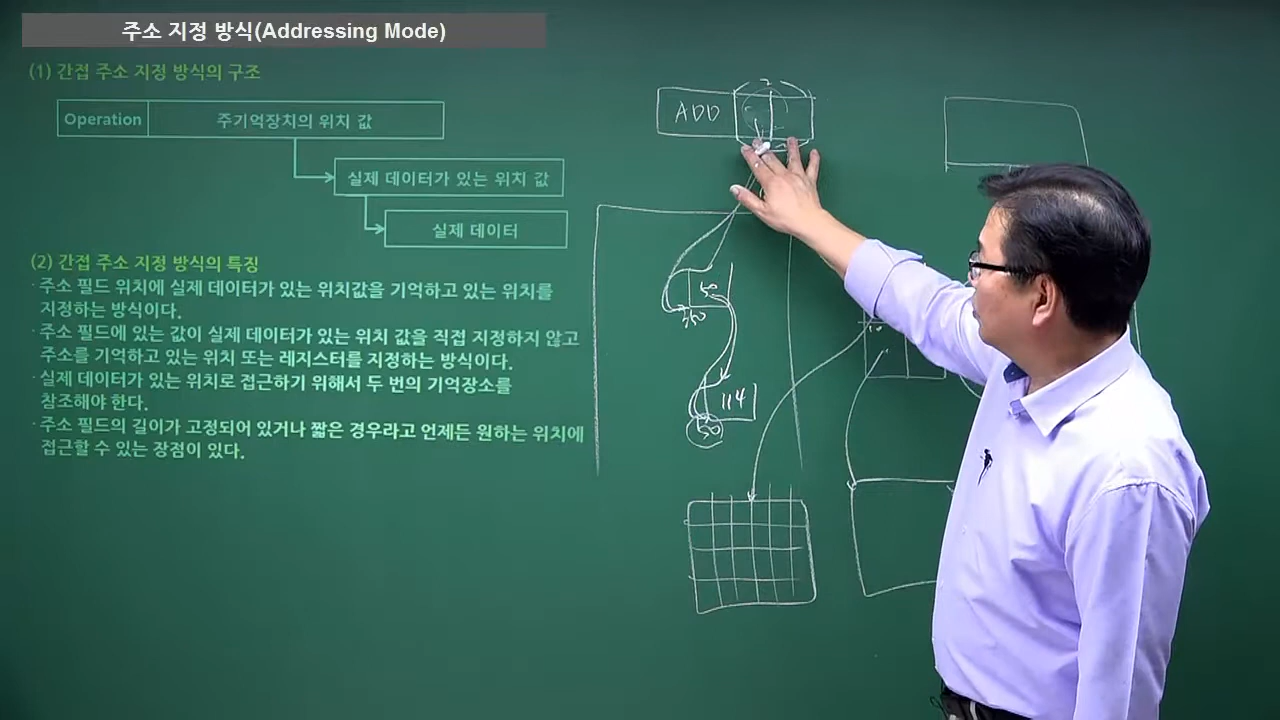 주소 지정 방식(Addressing Mode)
(1) 간접 주소 지정 방식의 구조
Operation 주기억장치의 위치 값
실제 데이터가 있는 위치 값
실제 데이터
(2) 간접 주소 지정 방식의 특징
· 주소 필드 위치에 실제 데이터가 있는 위치값을 기억하고 있는 위치를
지정하는 방식이다.
· 주소 필드에 있는 값이 실제 데이터가 있는 위치 값을 직접 지정하지 않고
주소를 기억하고 있는 위치 또는 레지스터를 지정하는 방식이다.
· 실제 데이터가 있는 위치로 접근하기 위해서 두 번의 기억장소를
참조해야 한다.
· 주소 필드의 길이가 고정되어 있거나 짧은 경우라고 언제든 원하는 위치에
접근할 수 있는 장점이 있다.
ADD
50
350
114
50